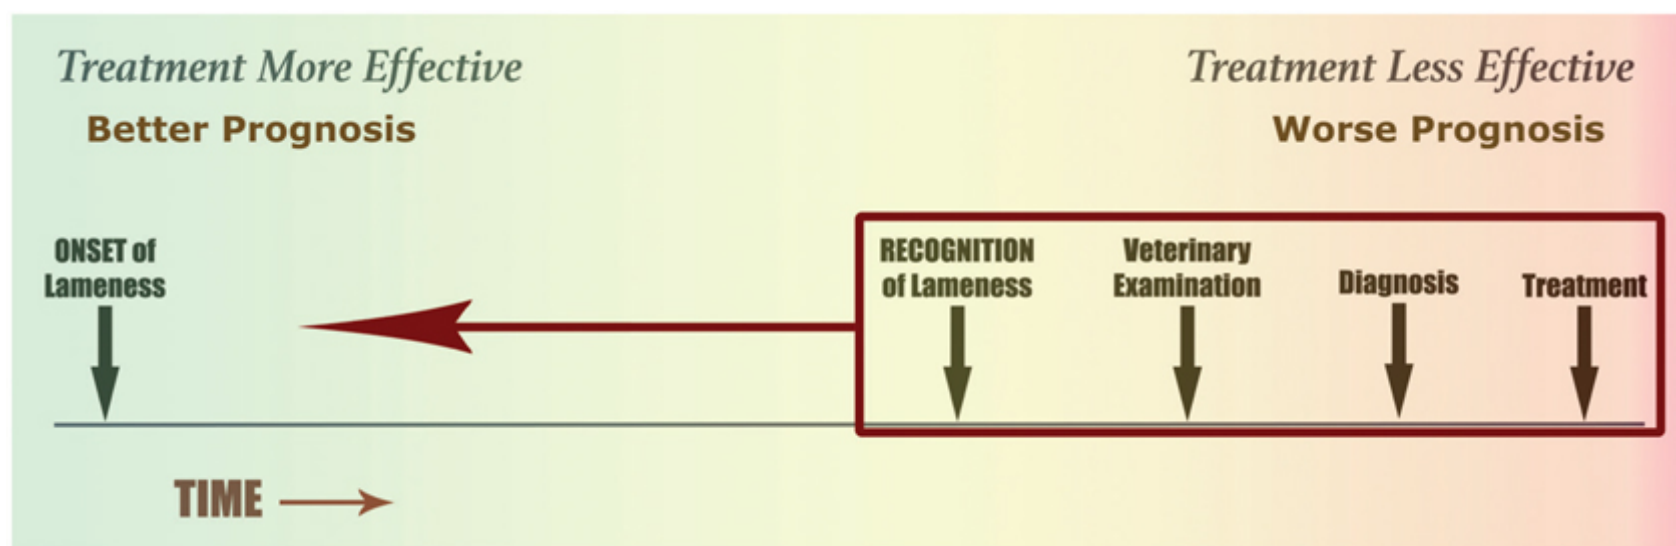 Treatment More Effective
Better Prognosis
Treatment Less Effective
Worse Prognosis
ONSET of
Lameness
RECOGNITION
of Lameness
Veterinary
Examination
Diagnosis
Treatment
TIME